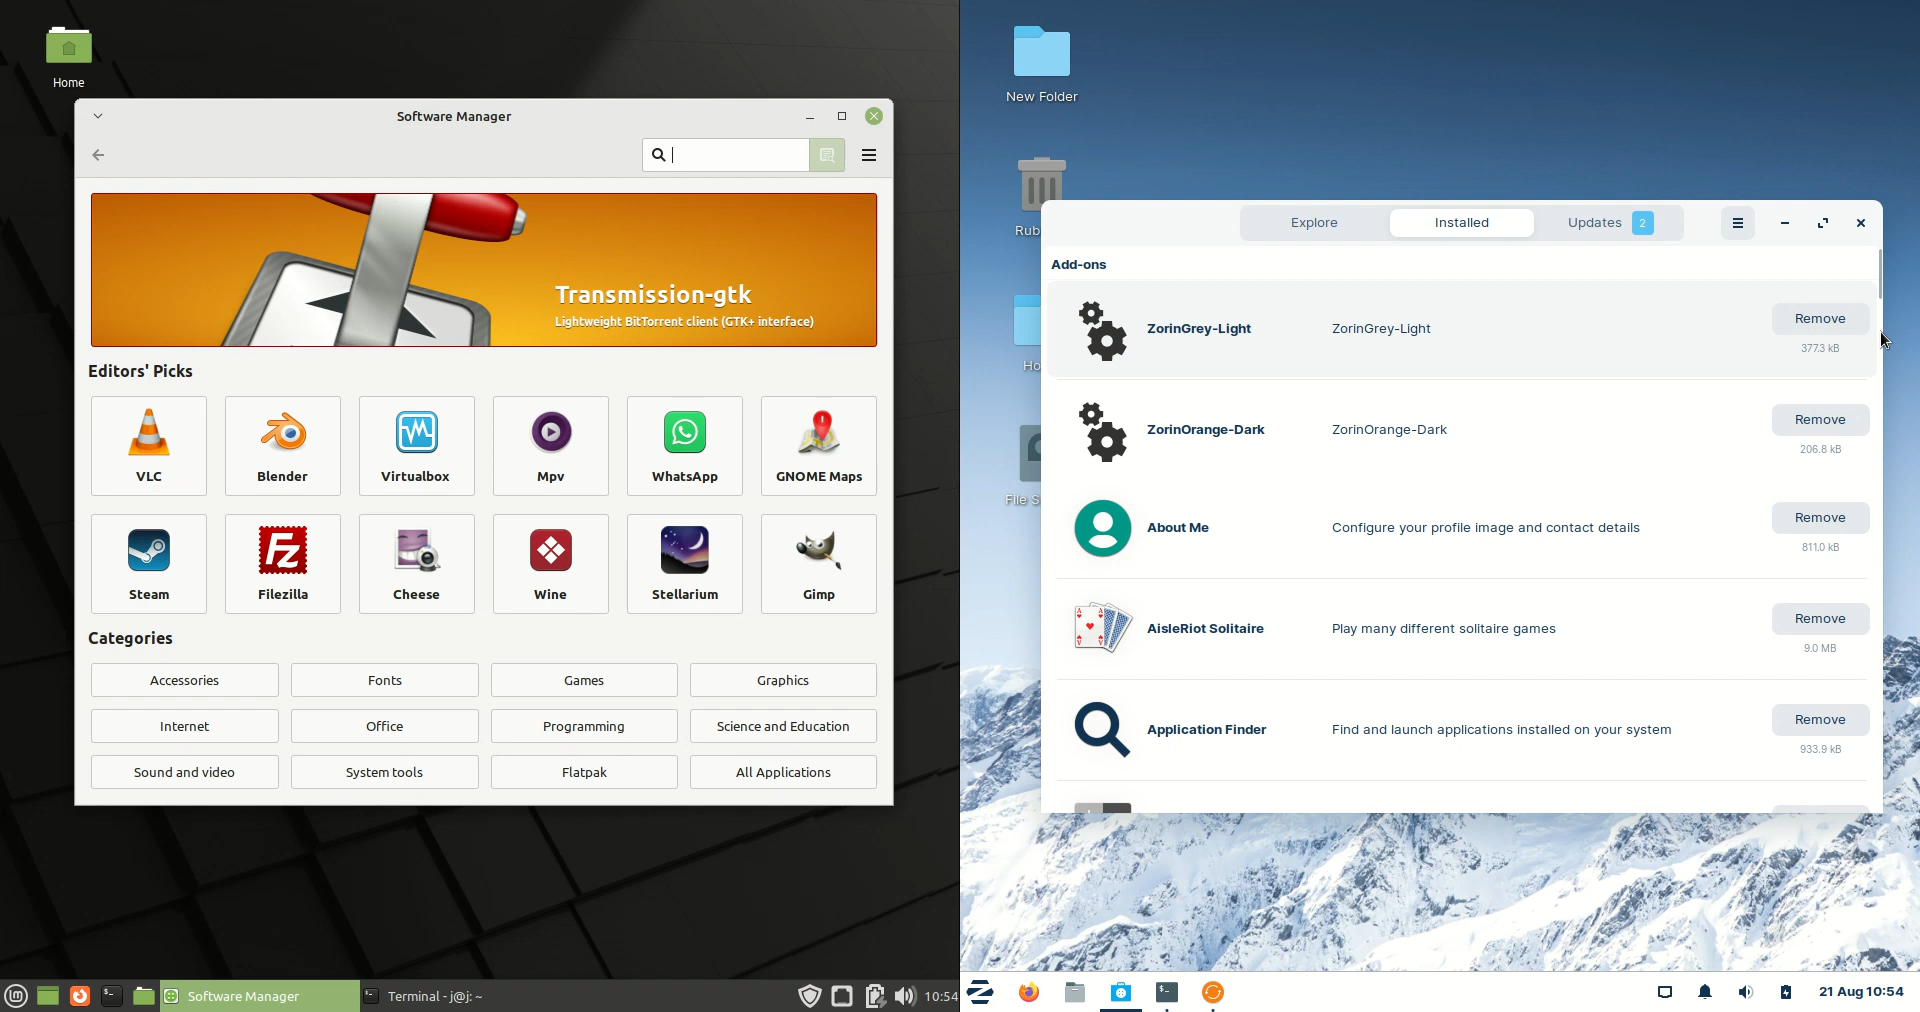 Home
Software Manager
Transmission-gtk
Lightweight BitTorrent client (GTK+ interface)
Editors' Picks
VLC
Blender
Virtualbox
Mpv
WhatsApp
GNOME Maps
Steam
Filezilla
Cheese
Wine
Stellarium
Gimp
Categories
Accessories
Fonts
Games
Graphics
Internet
Office
Programming
Science and Education
Sound and video
System tools
Flatpak
All Applications
Software Manager
Terminal - j@j: ~
10:54
New Folder
Rub
Ho
File S
Explore
Installed
Updates 2
Add-ons
ZorinGrey-Light
ZorinGrey-Light
Remove
377.3 kB
ZorinOrange-Dark
ZorinOrange-Dark
Remove
206.8 kB
About Me
Configure your profile image and contact details
Remove
811.0 kB
AisleRiot Solitaire
Play many different solitaire games
Remove
9.0 MB
Application Finder
Find and launch applications installed on your system
Remove
933.9 kB
21 Aug 10:54